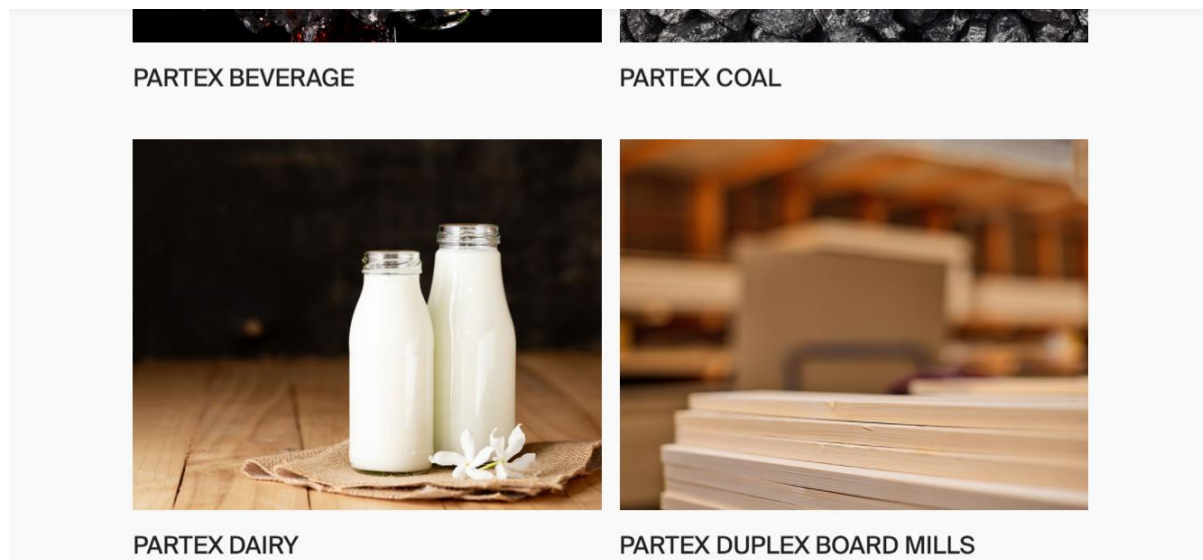 PARTEX BEVERAGE
PARTEX COAL
PARTEX DAIRY
PARTEX DUPLEX BOARD MILLS